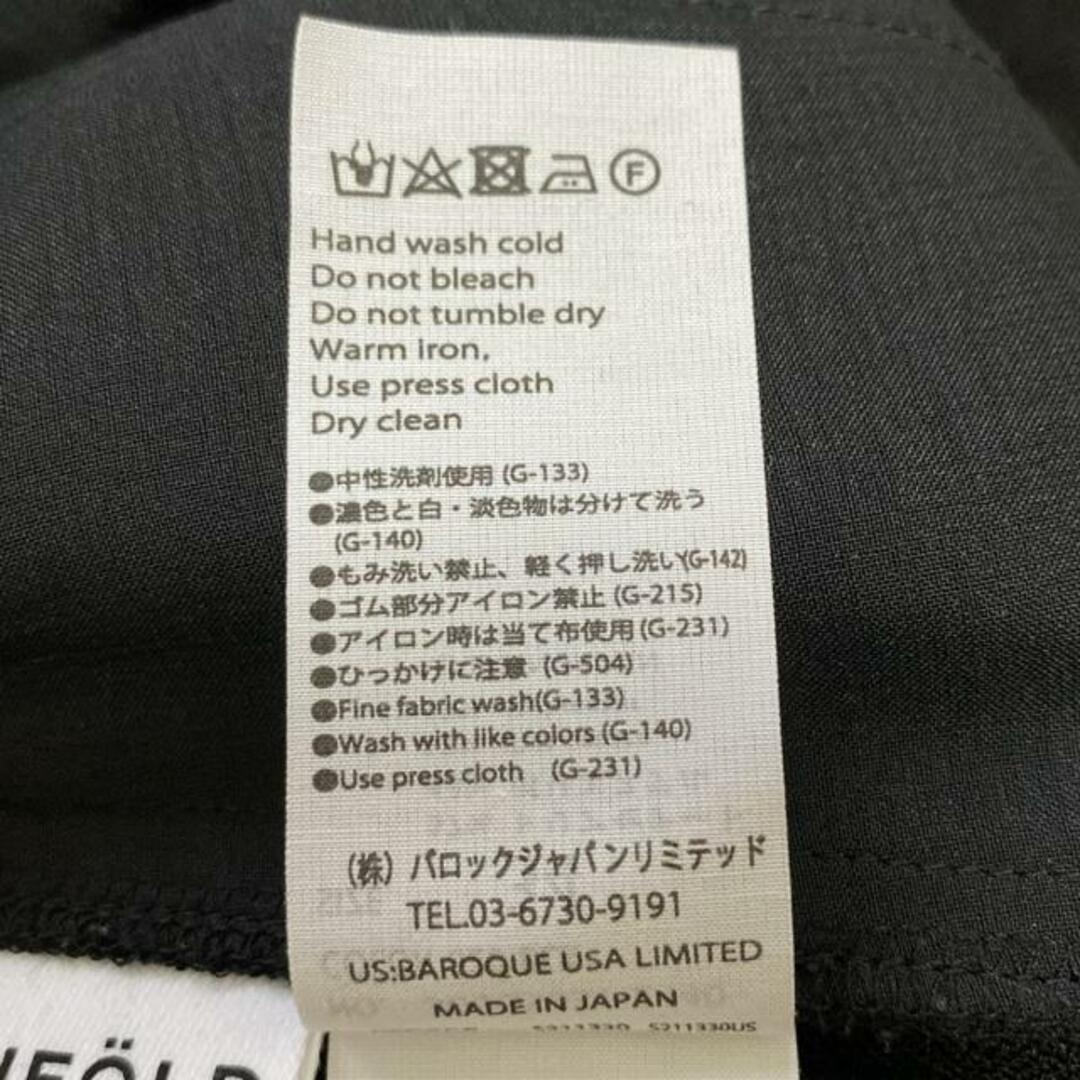 F
Hand wash cold
Do not bleach
Do not tumble dry
Warm iron,
Use press cloth
Dry clean
●中性洗剤使用 (G-133)
●濃色と白・淡色物は分けて洗う
(G-140)
●もみ洗い禁止、軽く押し洗い(G-142)
●ゴム部分アイロン禁止 (G-215)
●アイロン時は当て布使用 (G-231)
●ひっかけに注意 (G-504)
●Fine fabric wash(G-133)
●Wash with like colors (G-140)
●Use press cloth (G-231)
(株) バロックジャパンリミテッド
TEL.03-6730-9191
US:BAROQUE USA LIMITED
MADE IN JAPAN
S211330US